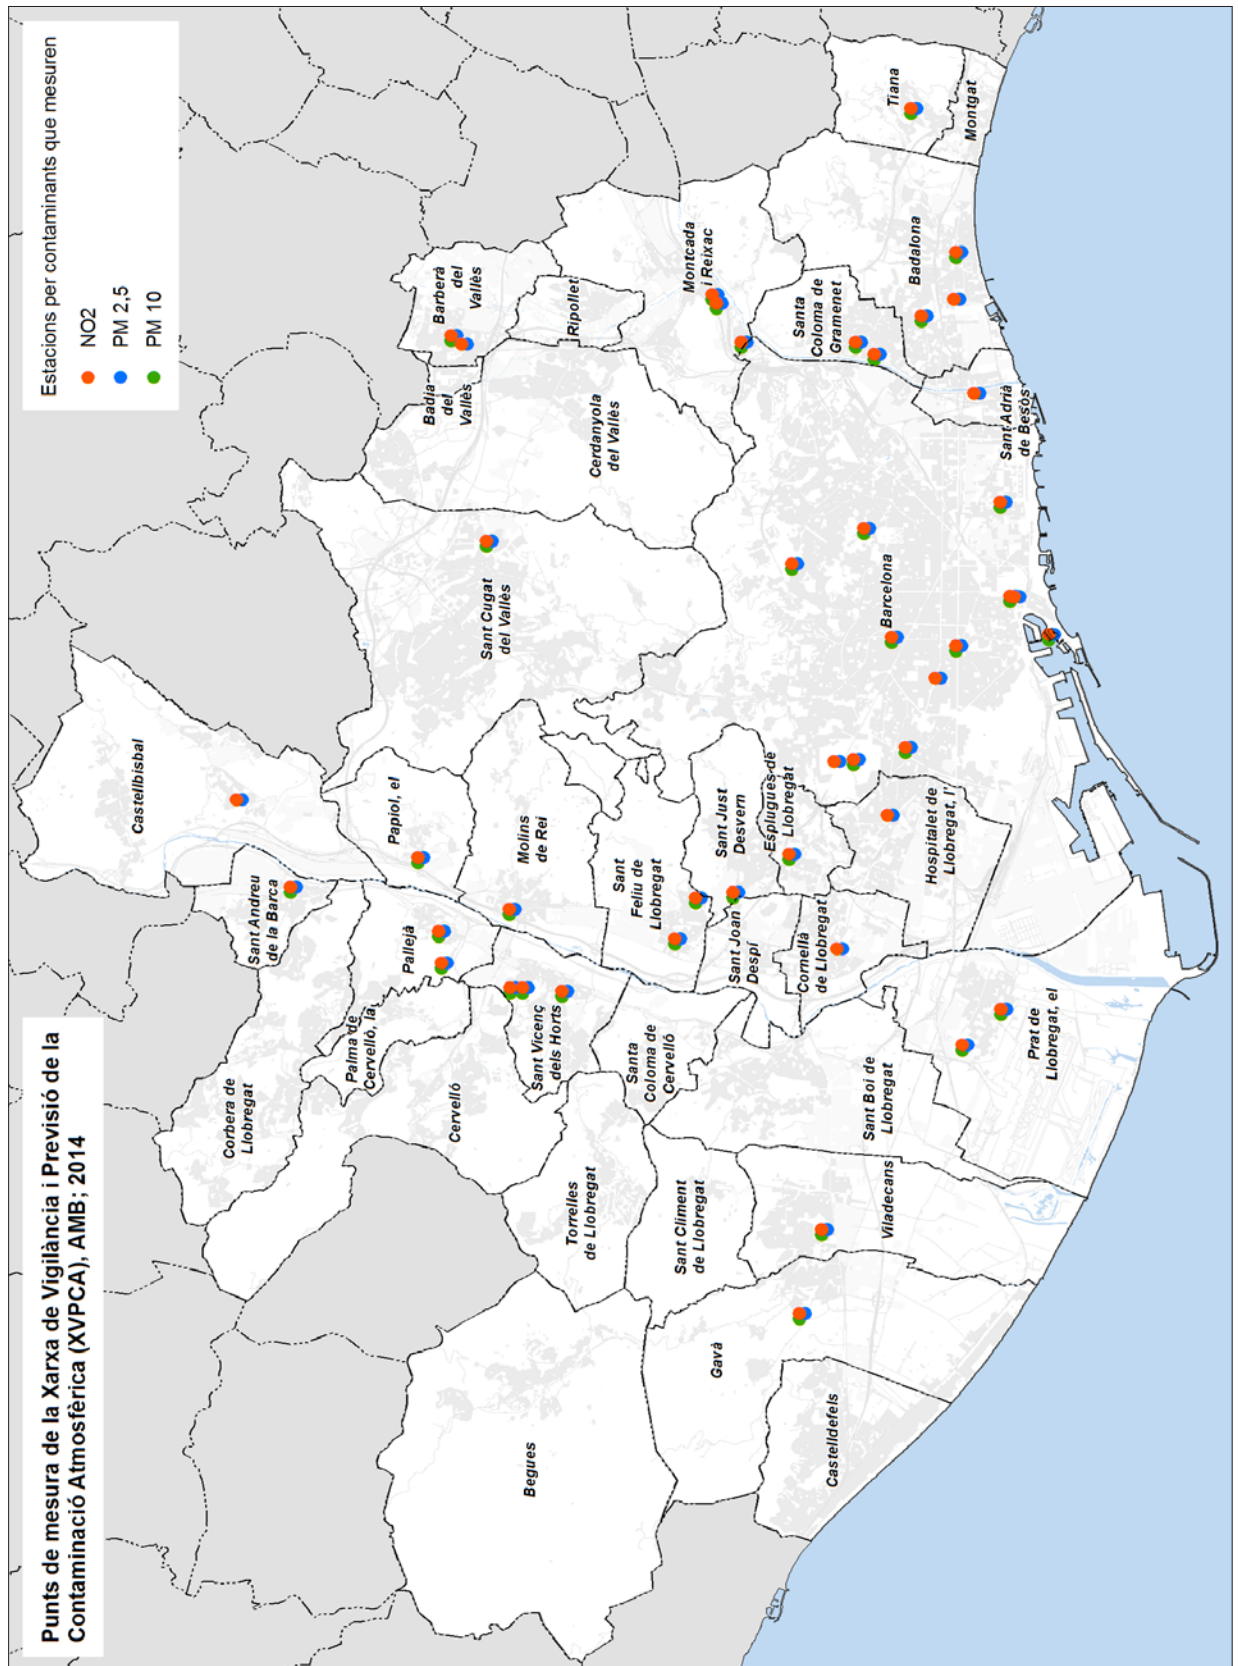 Punts de mesura de la Xarxa de Vigilància i Previsió de la
Contaminació Atmosfèrica (XVPCA), AMB; 2014
Estacions per contaminants que mesuren
NO2
PM 2,5
PM 10
Castellbisbal
Sant Andreu
de la Barca
Papiol, el
Corbera de
Llobregat
Pallejà
Palma de
Cervelló, la
Cervelló
Sant Vicenç
dels Horts
Molins
de Rei
Sant Cugat
del Vallès
Badia
del
Vallès
Barberà
del
Vallès
Ripollet
Cerdanyola
del Vallès
Montcada
i Reixac
Tiana
Montgat
Badalona
Santa
Coloma de
Gramenet
Sant Adrià
de Besòs
Barcelona
Sant
Feliu de
Llobregat
Sant Just
Desvern
Esplugues de
Llobregat
Sant Joan
Despí
Cornellà
de Llobregat
Hospitalet de
Llobregat, l'
Santa
Coloma de
Cervelló
Torrelles
de Llobregat
Sant Climent
de Llobregat
Sant Boi de
Llobregat
Prat de
Llobregat, el
Viladecans
Gavà
Begues
Castelldefels